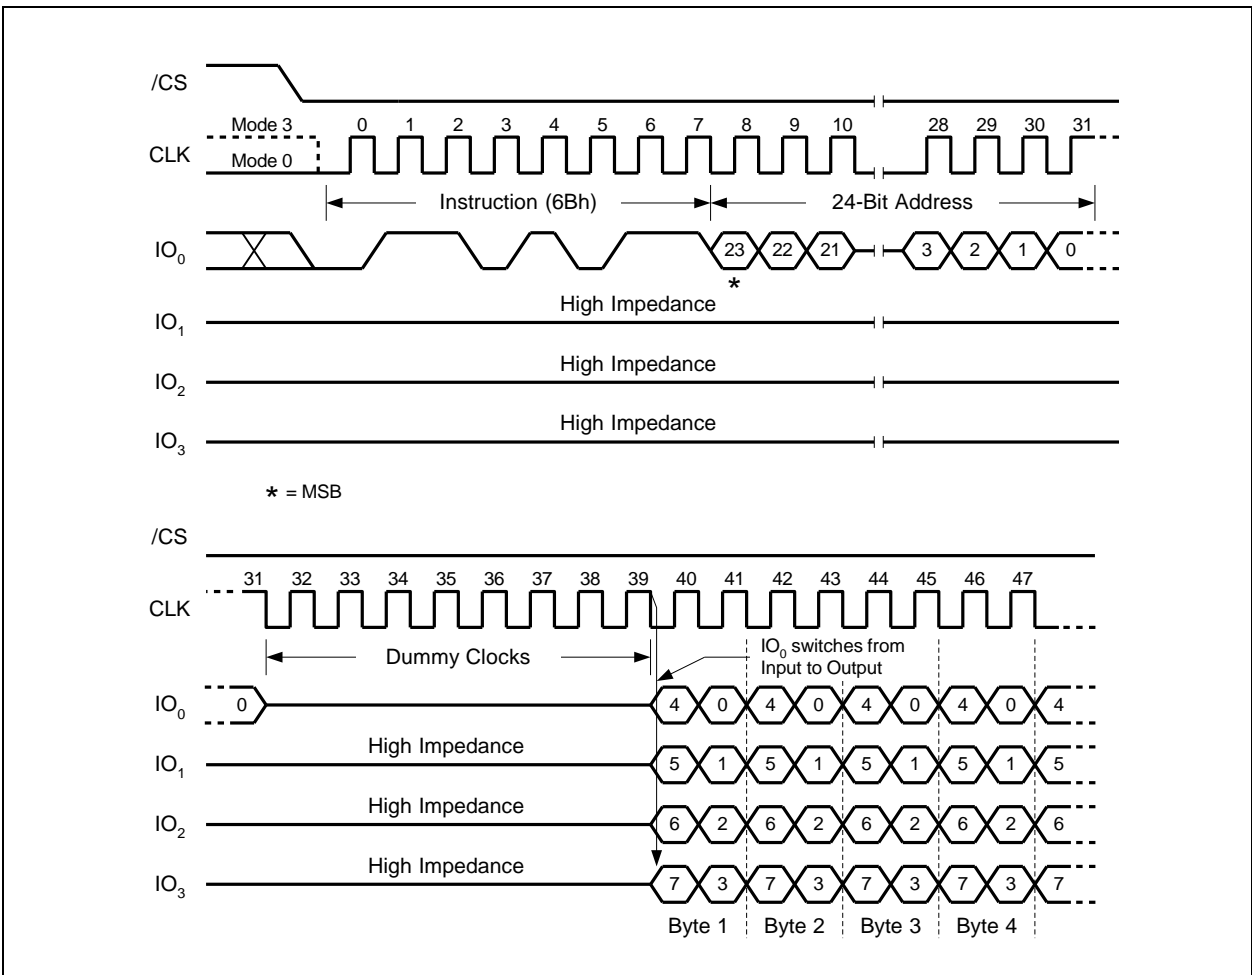 /CS
Mode 3 0 1 2 3 4 5 6 7 8 9 10 28 29 30 31
CLK Mode 0
Instruction (6Bh) 24-Bit Address
IO0 23 22 21 3 2 1 0
*
High Impedance
IO1
High Impedance
IO2
High Impedance
IO3
* = MSB
/CS
31 32 33 34 35 36 37 38 39 40 41 42 43 44 45 46 47
CLK
Dummy Clocks
IO0 switches from
Input to Output
IO0 0 4 0 4 0 4 0 4 0 4
High Impedance
IO1 5 1 5 1 5 1 5 1 5
High Impedance
IO2 6 2 6 2 6 2 6 2 6
High Impedance
IO3 7 3 7 3 7 3 7 3 7
Byte 1 Byte 2 Byte 3 Byte 4